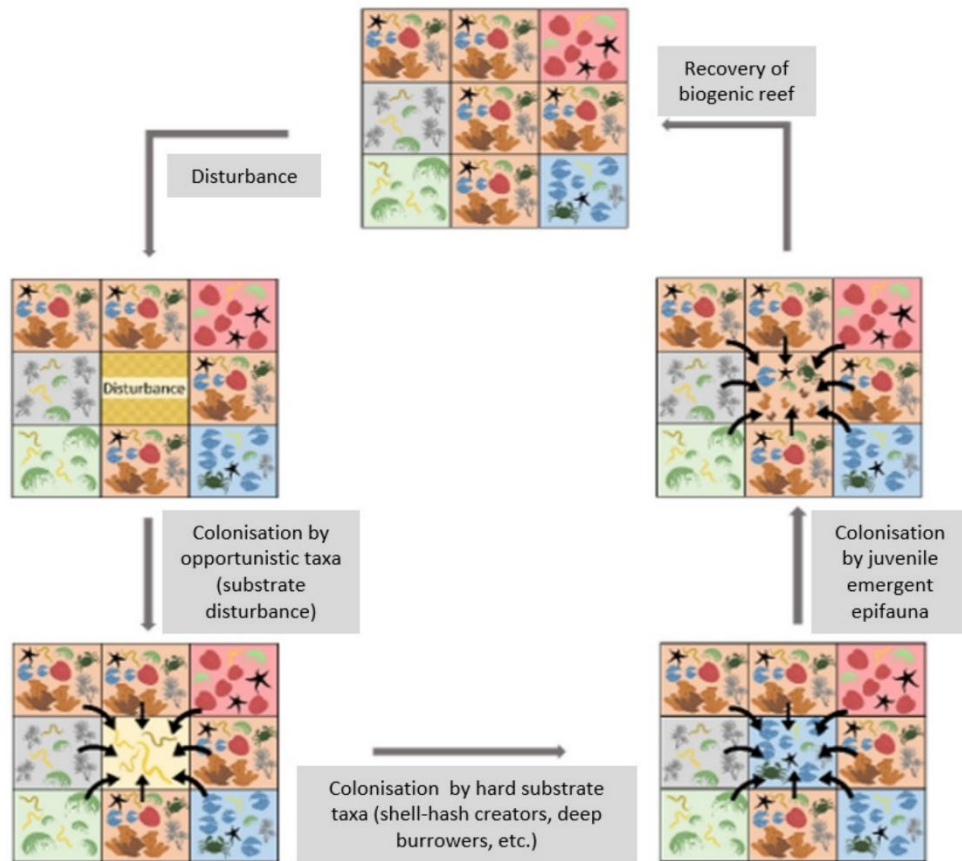 Recovery of
biogenic reef
Disturbance
Disturbance
Colonisation by
opportunistic taxa
(substrate
disturbance)
Colonisation
by juvenile
emergent
epifauna
Colonisation by hard substrate
taxa (shell-hash creators, deep
burrowers, etc.)